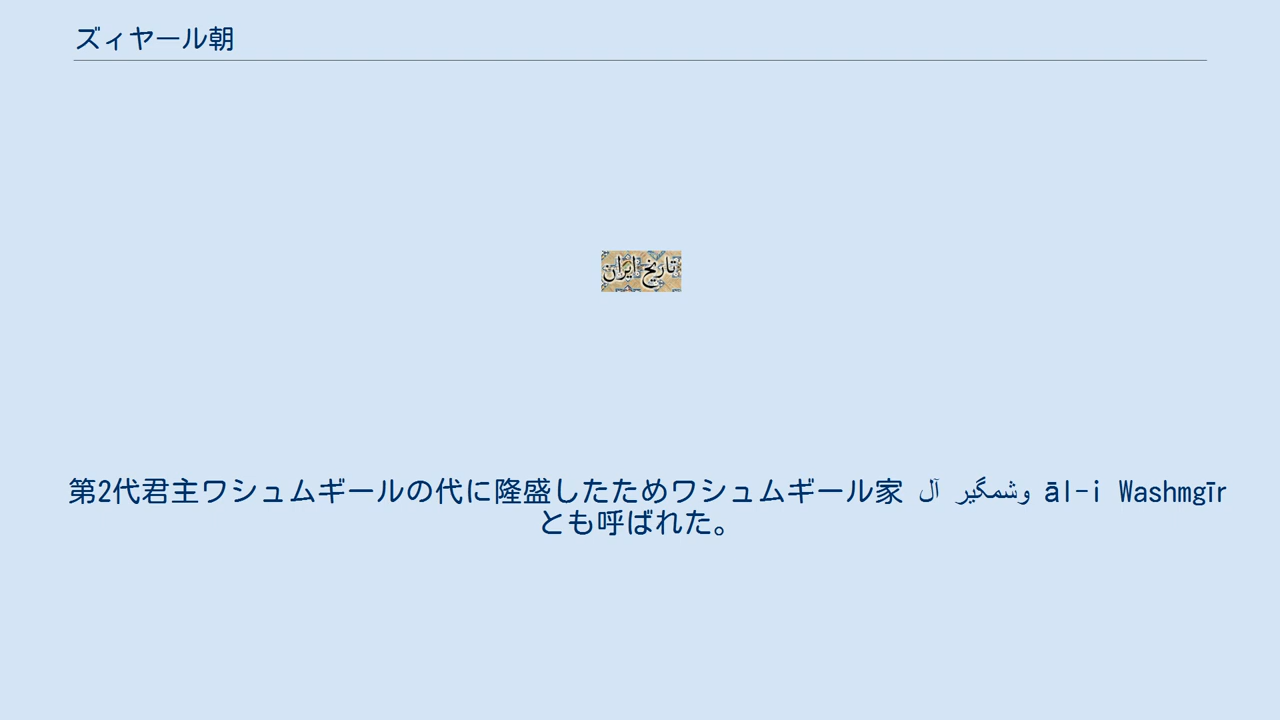 ズィヤール朝
تاریخ ایران
第2代君主ワシュムギールの代に隆盛したためワシュムギール家 آل وشمگیر āl-i Washmgīr
とも呼ばれた。